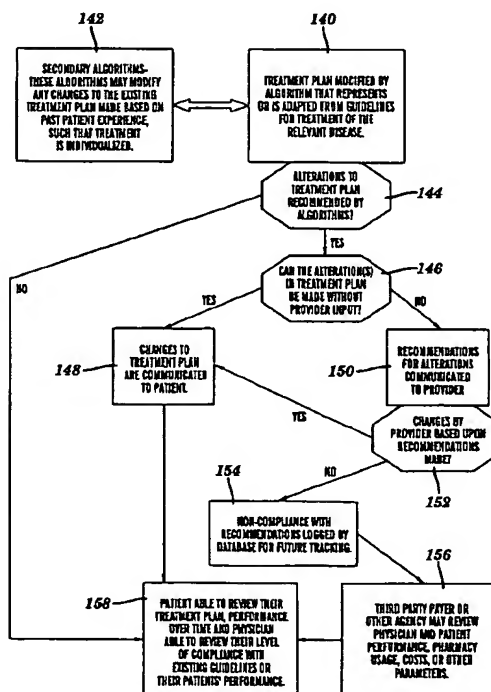 142
SECONDARY ALGORITHMS-
THESE ALGORITHMS MAY MODIFY
ANY CHANGES TO THE EXISTING
TREATMENT PLAN MADE BASED ON
PAST PATIENT EXPERIENCE,
SUCH THAT TREATMENT
IS INDIVIDUALIZED.
140
TREATMENT PLAN MODIFIED BY
ALGORITHM THAT REPRESENTS
OR IS ADAPTED FROM GUIDELINES
FOR TREATMENT OF THE
RELEVANT DISEASE.
ALTERATIONS TO
TREATMENT PLAN
RECOMMENDED BY
ALGORITHMS?
144
YES
NO
CAN THE ALTERATION(S)
IN TREATMENT PLAN
BE MADE WITHOUT
PROVIDER INPUT?
146
YES
NO
148
CHANGES TO
TREATMENT PLAN
ARE COMMUNICATED
TO PATIENT.
150
RECOMMENDATIONS
FOR ALTERATIONS
COMMUNICATED
TO PROVIDER
YES
CHANGES BY
PROVIDER BASED UPON
RECOMMENDATIONS
MADE?
152
NO
154
NON-COMPLIANCE WITH
RECOMMENDATIONS LOGGED BY
DATABASE FOR FUTURE TRACKING.
156
THIRD PARTY PAYER OR
OTHER AGENCY MAY REVIEW
PHYSICIAN AND PATIENT
PERFORMANCE, PHARMACY
USAGE, COSTS, OR OTHER
PARAMETERS.
158
PATIENT ABLE TO REVIEW THEIR
TREATMENT PLAN, PERFORMANCE
OVER TIME AND PHYSICIAN
ABLE TO REVIEW THEIR LEVEL
OF COMPLIANCE WITH
EXISTING GUIDELINES OR
THEIR PATIENTS' PERFORMANCE.